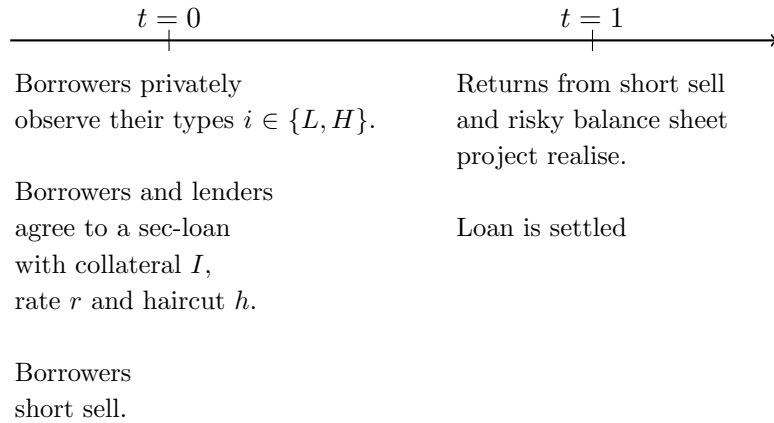 t = 0
t = 1
Borrowers privately
observe their types i ∈ {L, H}.
Borrowers and lenders
agree to a sec-loan
with collateral I,
rate r and haircut h.
Borrowers
short sell.
Returns from short sell
and risky balance sheet
project realise.
Loan is settled